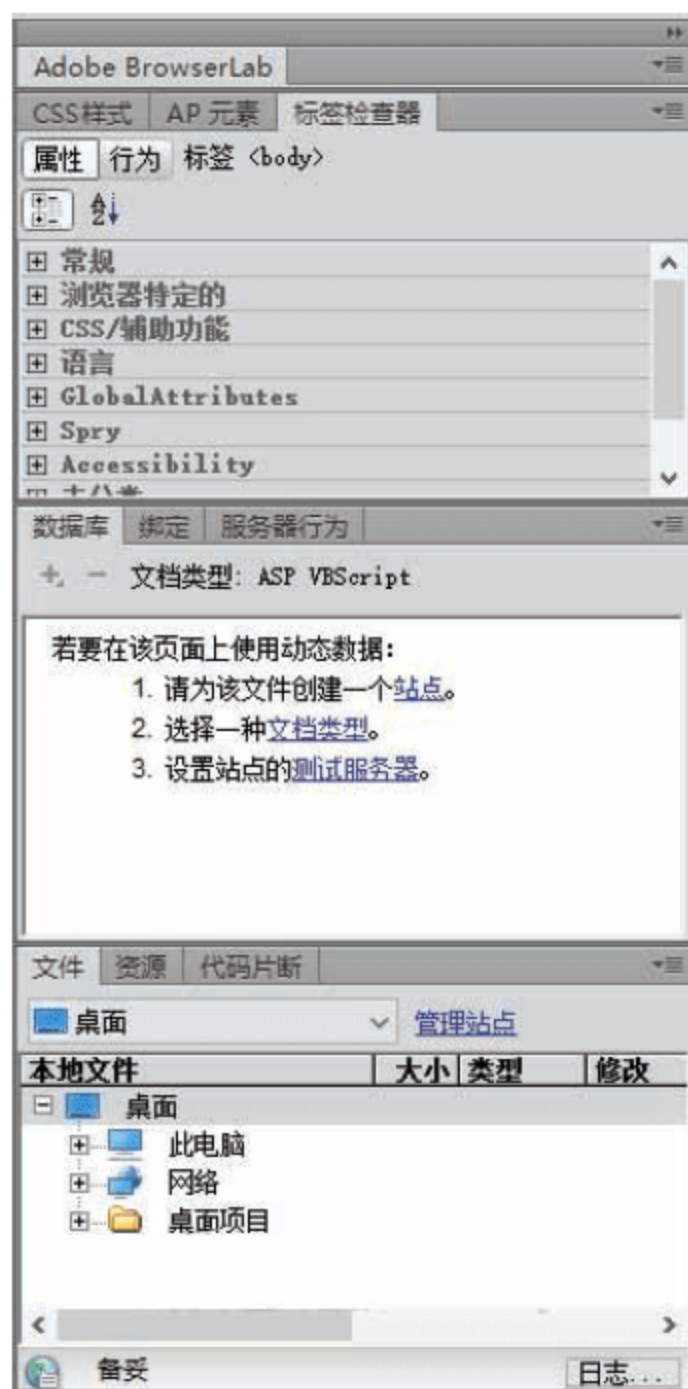 Adobe BrowserLab
CSS样式 AP 元素 标签检查器
属性 行为 标签 <body>
常规
浏览器特定的
CSS/辅助功能
语言
GlobalAttributes
Spry
Accessibility
数据库 绑定 服务器行为
文档类型: ASP VBScript
若要在该页面上使用动态数据:
1. 请为该文件创建一个站点。
2. 选择一种文档类型。
3. 设置站点的测试服务器。
文件 资源 代码片断
桌面 管理站点
本地文件 大小 类型 修改
桌面
此电脑
网络
桌面项目
备妥 日志...